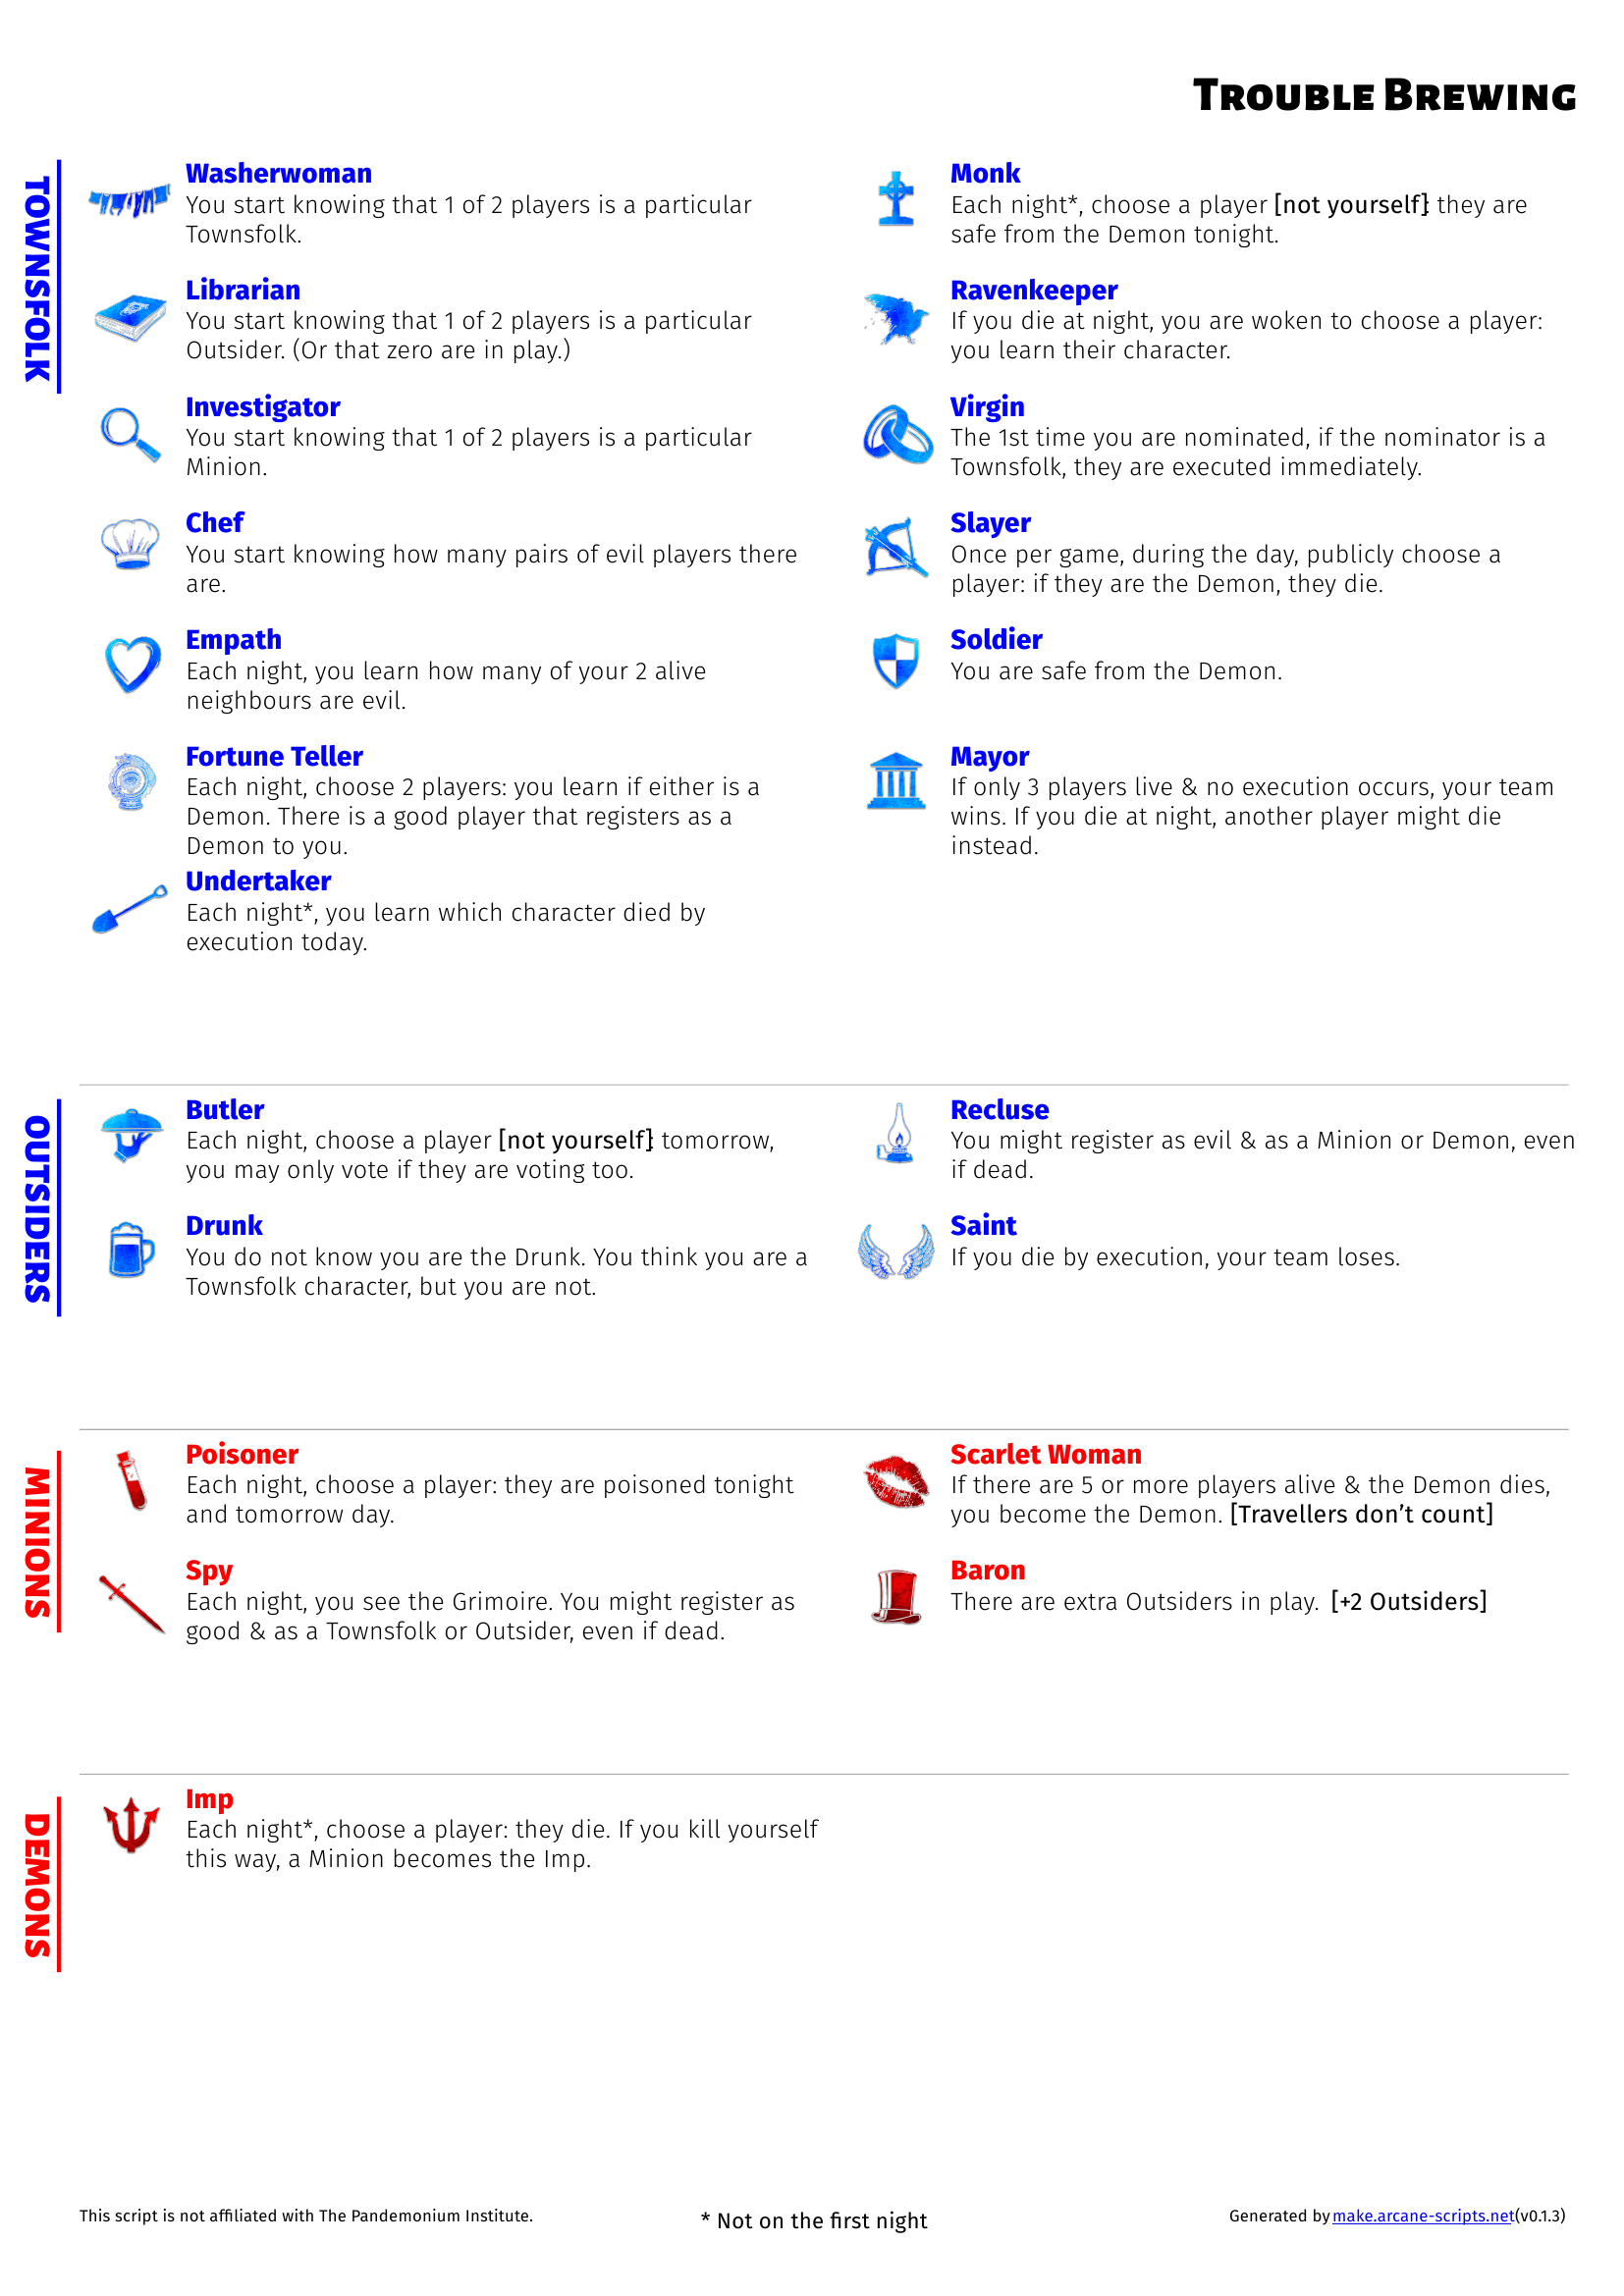 Trouble Brewing
TOWNSFOLK
Washerwoman
You start knowing that 1 of 2 players is a particular
Townsfolk.
Librarian
You start knowing that 1 of 2 players is a particular
Outsider. (Or that zero are in play.)
Investigator
You start knowing that 1 of 2 players is a particular
Minion.
Chef
You start knowing how many pairs of evil players there
are.
Empath
Each night, you learn how many of your 2 alive
neighbours are evil.
Fortune Teller
Each night, choose 2 players: you learn if either is a
Demon. There is a good player that registers as a
Demon to you.
Undertaker
Each night*, you learn which character died by
execution today.
Monk
Each night*, choose a player [not yourself]: they are
safe from the Demon tonight.
Ravenkeeper
If you die at night, you are woken to choose a player:
you learn their character.
Virgin
The 1st time you are nominated, if the nominator is a
Townsfolk, they are executed immediately.
Slayer
Once per game, during the day, publicly choose a
player: if they are the Demon, they die.
Soldier
You are safe from the Demon.
Mayor
If only 3 players live & no execution occurs, your team
wins. If you die at night, another player might die
instead.
OUTSIDERS
Butler
Each night, choose a player [not yourself]: tomorrow,
you may only vote if they are voting too.
Drunk
You do not know you are the Drunk. You think you are a
Townsfolk character, but you are not.
Recluse
You might register as evil & as a Minion or Demon, even
if dead.
Saint
If you die by execution, your team loses.
MINIONS
Poisoner
Each night, choose a player: they are poisoned tonight
and tomorrow day.
Spy
Each night, you see the Grimoire. You might register as
good & as a Townsfolk or Outsider, even if dead.
Scarlet Woman
If there are 5 or more players alive & the Demon dies,
you become the Demon. [Travellers don't count]
Baron
There are extra Outsiders in play. [+2 Outsiders]
DEMONS
Imp
Each night*, choose a player: they die. If you kill yourself
this way, a Minion becomes the Imp.
This script is not affiliated with The Pandemonium Institute.
* Not on the first night
Generated by make.arcane-scripts.net(v0.1.3)